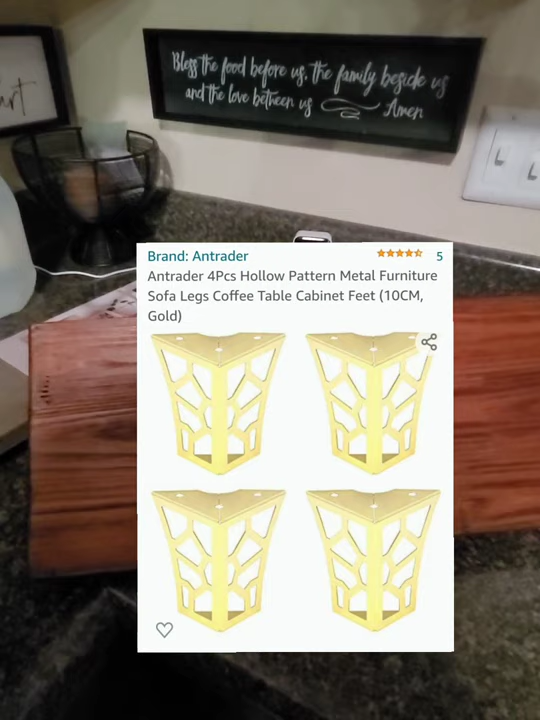 Bless the food before us, the family beside us
and the love between us Amen
Brand: Antrader 5
Antrader 4Pcs Hollow Pattern Metal Furniture
Sofa Legs Coffee Table Cabinet Feet (10CM,
Gold)